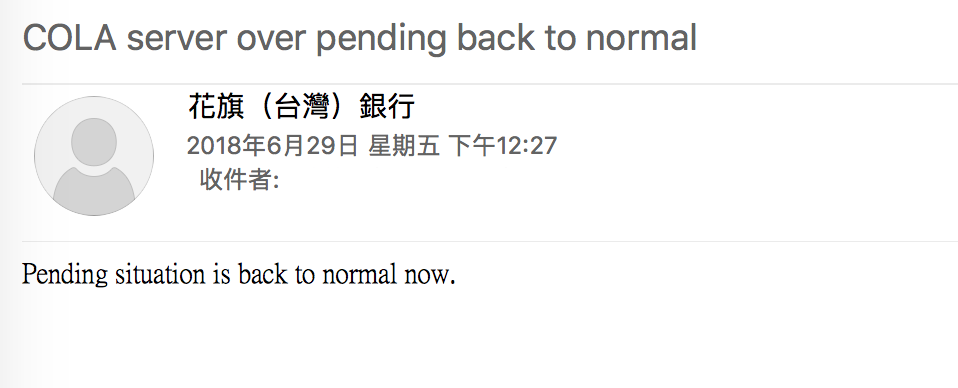 COLA server over pending back to normal
花旗（台灣）銀行
2018年6月29日 星期五 下午12:27
收件者:
Pending situation is back to normal now.